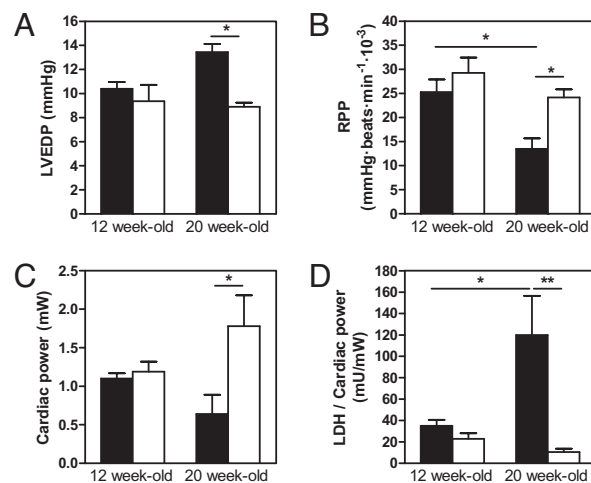 A
LVEDP (mmHg)
16
14
12
10
8
6
4
2
0
*
12 week-old 20 week-old
B
RPP
(mmHg·beats·min⁻¹·10⁻³)
40
35
30
25
20
15
10
5
0
*
*
12 week-old 20 week-old
C
Cardiac power (mW)
2.5
2.0
1.5
1.0
0.5
0.0
*
12 week-old 20 week-old
D
LDH / Cardiac power
(mU/mW)
180
160
140
120
100
80
60
40
20
0
* **
12 week-old 20 week-old